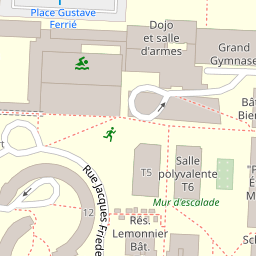 Place Gustave
Ferrié
Dojo
et salle
d'armes
Grand
Gymnase
Bât
Bien
Rue Jacques Friede
T5
Salle
polyvalente
T6
Mur d'escalade
12
Rés.
Lemonnier
Bât.